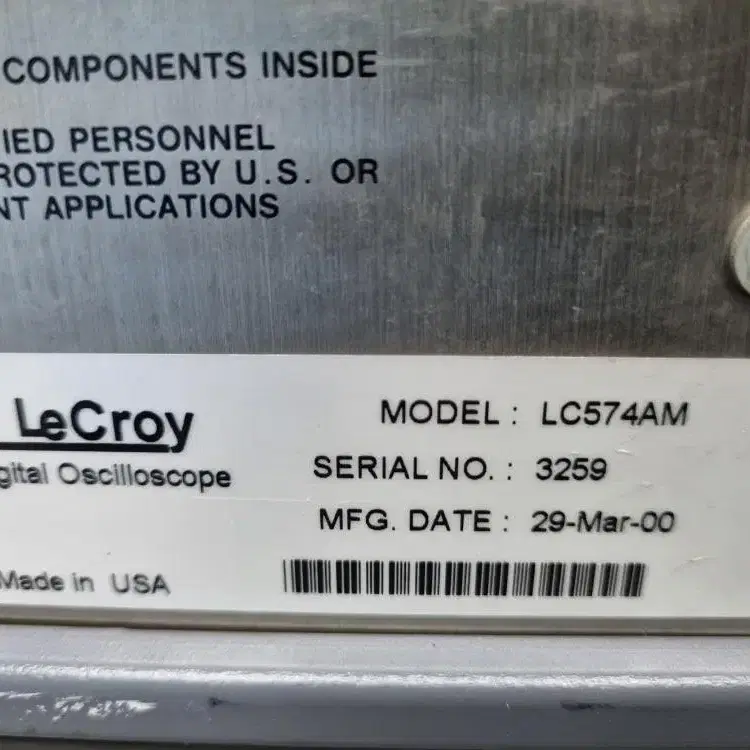 COMPONENTS INSIDE
IED PERSONNEL
ROTECTED BY U.S. OR
NT APPLICATIONS
LeCroy
gital Oscilloscope
Made in USA
MODEL : LC574AM
SERIAL NO. : 3259
MFG. DATE : 29-Mar-00